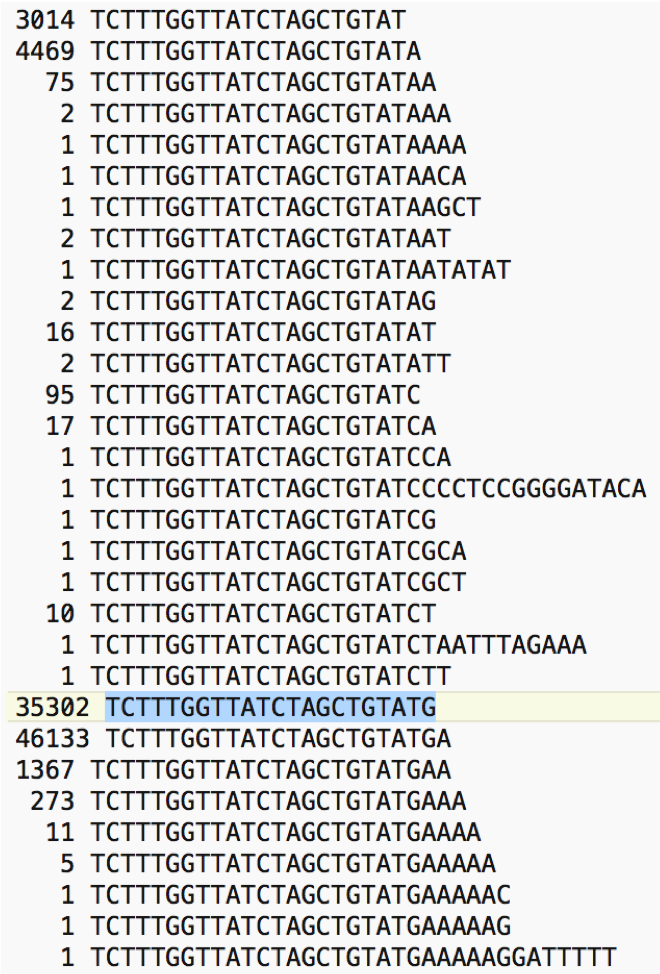 3014 TCTTTGGTTATCTAGCTGTAT
4469 TCTTTGGTTATCTAGCTGTATA
75 TCTTTGGTTATCTAGCTGTATAA
2 TCTTTGGTTATCTAGCTGTATAAA
1 TCTTTGGTTATCTAGCTGTATAAAA
1 TCTTTGGTTATCTAGCTGTATAACA
1 TCTTTGGTTATCTAGCTGTATAAGCT
2 TCTTTGGTTATCTAGCTGTATAAT
1 TCTTTGGTTATCTAGCTGTATAATATAT
2 TCTTTGGTTATCTAGCTGTATAG
16 TCTTTGGTTATCTAGCTGTATAT
2 TCTTTGGTTATCTAGCTGTATATT
95 TCTTTGGTTATCTAGCTGTATC
17 TCTTTGGTTATCTAGCTGTATCA
1 TCTTTGGTTATCTAGCTGTATCCA
1 TCTTTGGTTATCTAGCTGTATCCCCTCCGGGGATACA
1 TCTTTGGTTATCTAGCTGTATCG
1 TCTTTGGTTATCTAGCTGTATCGCA
1 TCTTTGGTTATCTAGCTGTATCGCT
10 TCTTTGGTTATCTAGCTGTATCT
1 TCTTTGGTTATCTAGCTGTATCTAATTTAGAAA
1 TCTTTGGTTATCTAGCTGTATCTT
35302 TCTTTGGTTATCTAGCTGTATG
46133 TCTTTGGTTATCTAGCTGTATGA
1367 TCTTTGGTTATCTAGCTGTATGAA
273 TCTTTGGTTATCTAGCTGTATGAAA
11 TCTTTGGTTATCTAGCTGTATGAAAA
5 TCTTTGGTTATCTAGCTGTATGAAAAA
1 TCTTTGGTTATCTAGCTGTATGAAAAAC
1 TCTTTGGTTATCTAGCTGTATGAAAAAG
1 TCTTTGGTTATCTAGCTGTATGAAAAAGGATTTTT